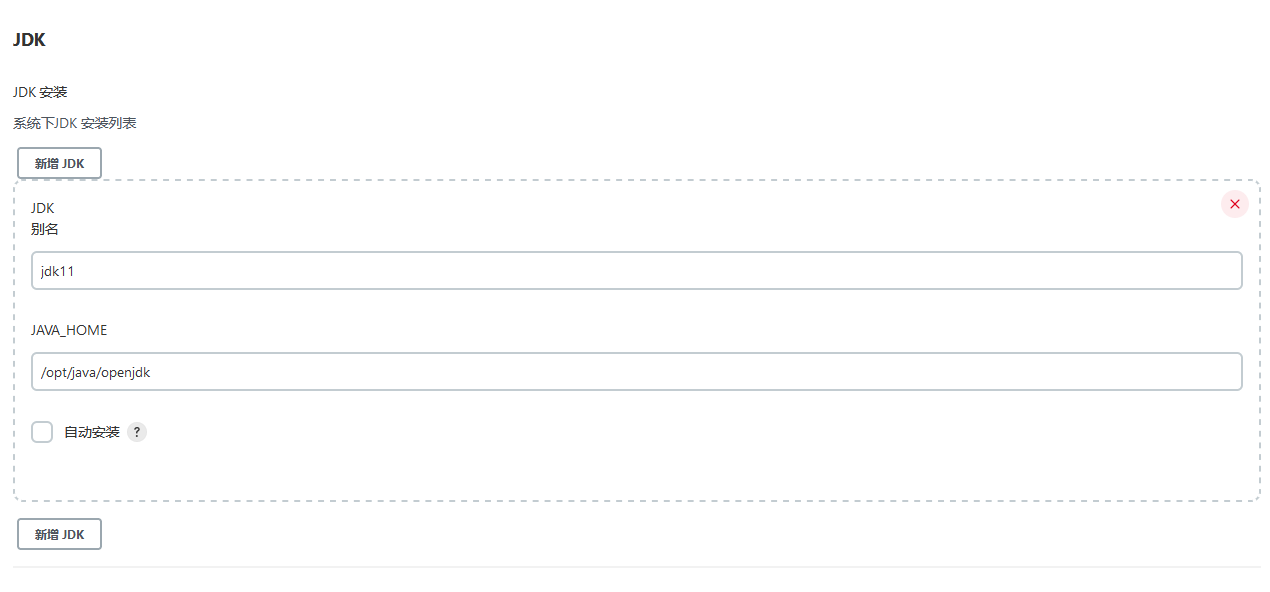 JDK
JDK 安装
系统下JDK 安装列表
新增 JDK
JDK
别名
jdk11
JAVA_HOME
/opt/java/openjdk
自动安装 ?
新增 JDK